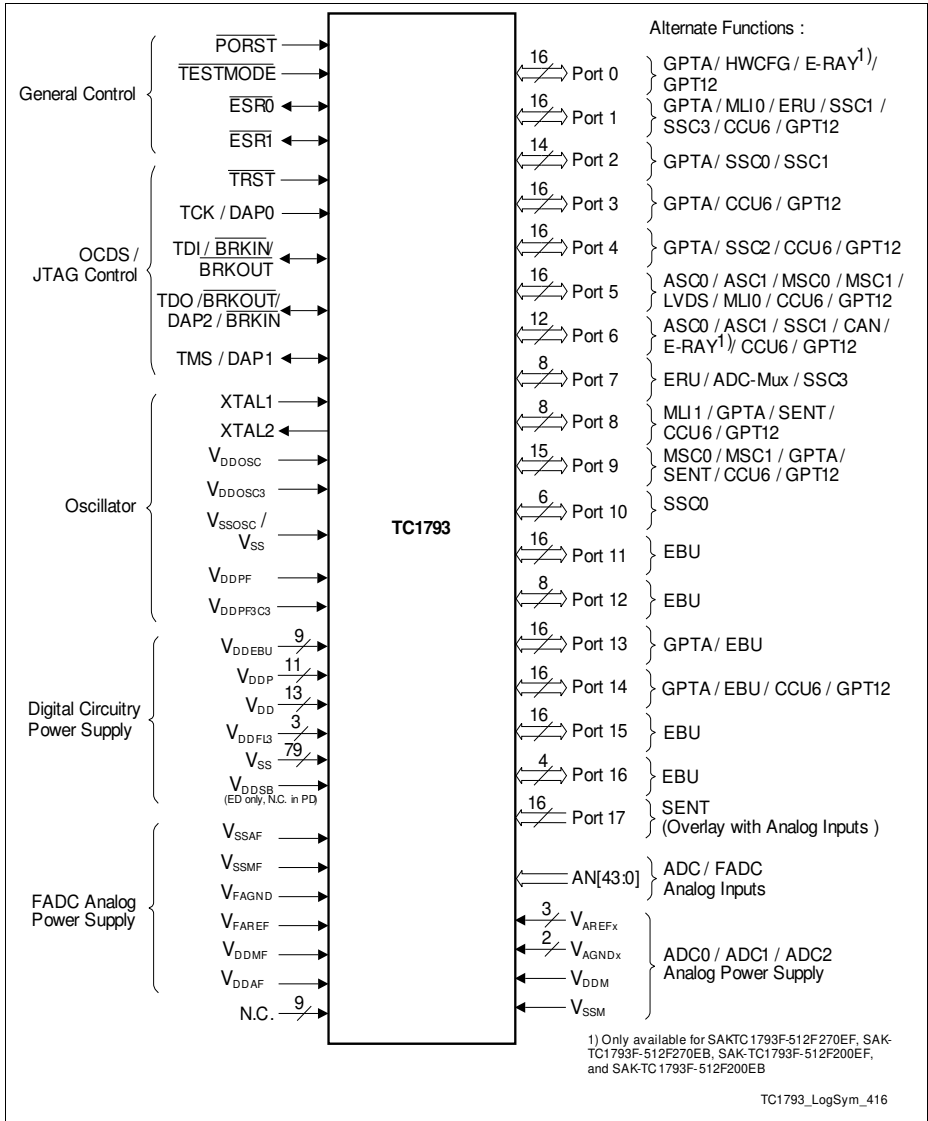 Alternate Functions :
General Control
PORST
TESTMODE
ESR0
ESR1
OCDS /
JTAG Control
TRST
TCK / DAP0
TDI / BRKIN/
BRKOUT
TDO /BRKOUT/
DAP2 / BRKIN
TMS / DAP1
Oscillator
XTAL1
XTAL2
VDDOSC
VDDOSC3
VSSOSC /
VSS
VDDPF
VDDPF3C3
Digital Circuitry
Power Supply
VDDEBU 9
VDDP 11
VDD 13
VDDFL3 3
VSS 79
VDDSB
(ED only, N.C. in PD)
FADC Analog
Power Supply
VSSAF
VSSMF
VFAGND
VFAREF
VDDMF
VDDAF
N.C. 9
TC1793
16 Port 0 GPTA / HWCFG / E-RAY1)/
GPT12
16 Port 1 GPTA / MLI0 / ERU / SSC1 /
SSC3 / CCU6 / GPT12
14 Port 2 GPTA / SSC0 / SSC1
16 Port 3 GPTA / CCU6 / GPT12
16 Port 4 GPTA / SSC2 / CCU6 / GPT12
16 Port 5 ASC0 / ASC1 / MSC0 / MSC1 /
LVDS / MLI0 / CCU6 / GPT12
12 Port 6 ASC0 / ASC1 / SSC1 / CAN /
E-RAY1)/ CCU6 / GPT12
8 Port 7 ERU / ADC-Mux / SSC3
8 Port 8 MLI1 / GPTA / SENT /
CCU6 / GPT12
15 Port 9 MSC0 / MSC1 / GPTA /
SENT / CCU6 / GPT12
6 Port 10 SSC0
16 Port 11 EBU
8 Port 12 EBU
16 Port 13 GPTA / EBU
16 Port 14 GPTA / EBU / CCU6 / GPT12
16 Port 15 EBU
4 Port 16 EBU
16 Port 17 SENT
(Overlay with Analog Inputs )
AN[43:0] ADC / FADC
Analog Inputs
3 VAREFx
2 VAGNDx
VDDM
VSSM
ADC0 / ADC1 / ADC2
Analog Power Supply
1) Only available for SAKTC1793F-512F270EF, SAK-
TC1793F-512F270EB, SAK-TC1793F-512F200EF,
and SAK-TC1793F-512F200EB
TC1793_LogSym_416